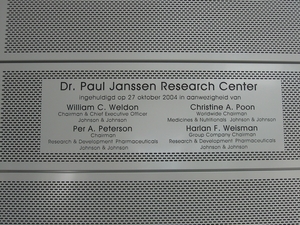 Dr. Paul Janssen Research Center
ingehuldigd op 27 oktober 2004 in aanwezigheid van
William C. Weldon
Chairman & Chief Executive Officer
Johnson & Johnson
Christine A. Poon
Worldwide Chairman
Medicines & Nutritionals Johnson & Johnson
Per A. Peterson
Chairman
Research & Development Pharmaceuticals
Johnson & Johnson
Harlan F. Weisman
Group Company Chairman
Research & Development Pharmaceuticals
Johnson & Johnson